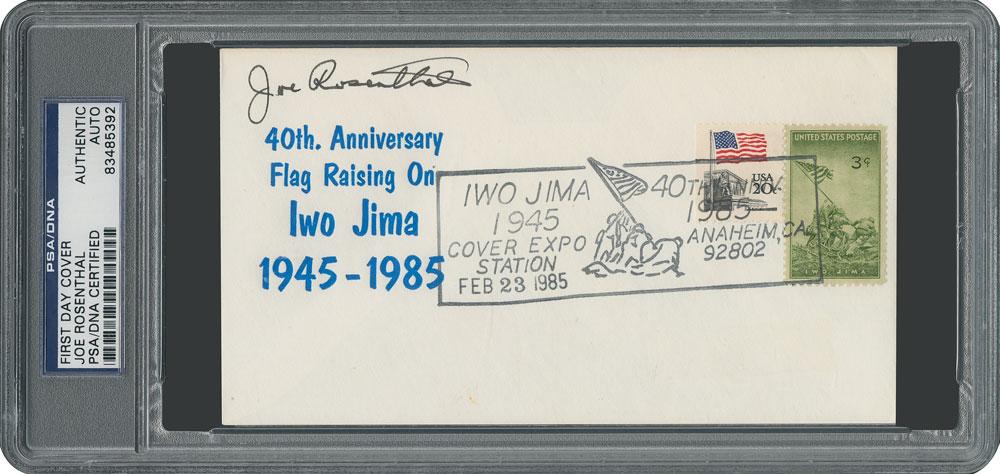 PSA/DNA
FIRST DAY COVER
JOE ROSENTHAL
PSA/DNA CERTIFIED
AUTHENTIC
AUTO
83485392
Joe Rosenthal
40th. Anniversary
Flag Raising On
Iwo Jima
1945-1985
IWO JIMA
1945
COVER EXPO
STATION
FEB 23 1985
40TH ANNIV.
1985
ANAHEIM, CA
92802
USA
20c
UNITED STATES POSTAGE
3¢
IWO JIMA